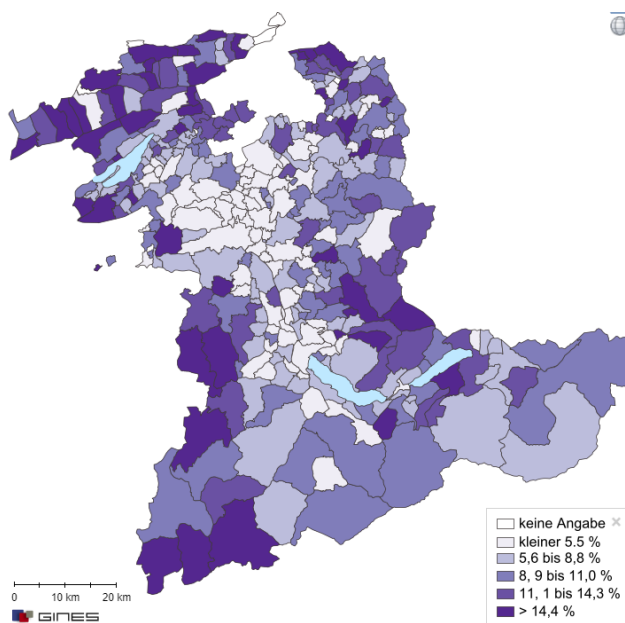 keine Angabe
kleiner 5.5 %
5,6 bis 8,8 %
8, 9 bis 11,0 %
11, 1 bis 14,3 %
> 14,4 %
0 10 km 20 km
GINES